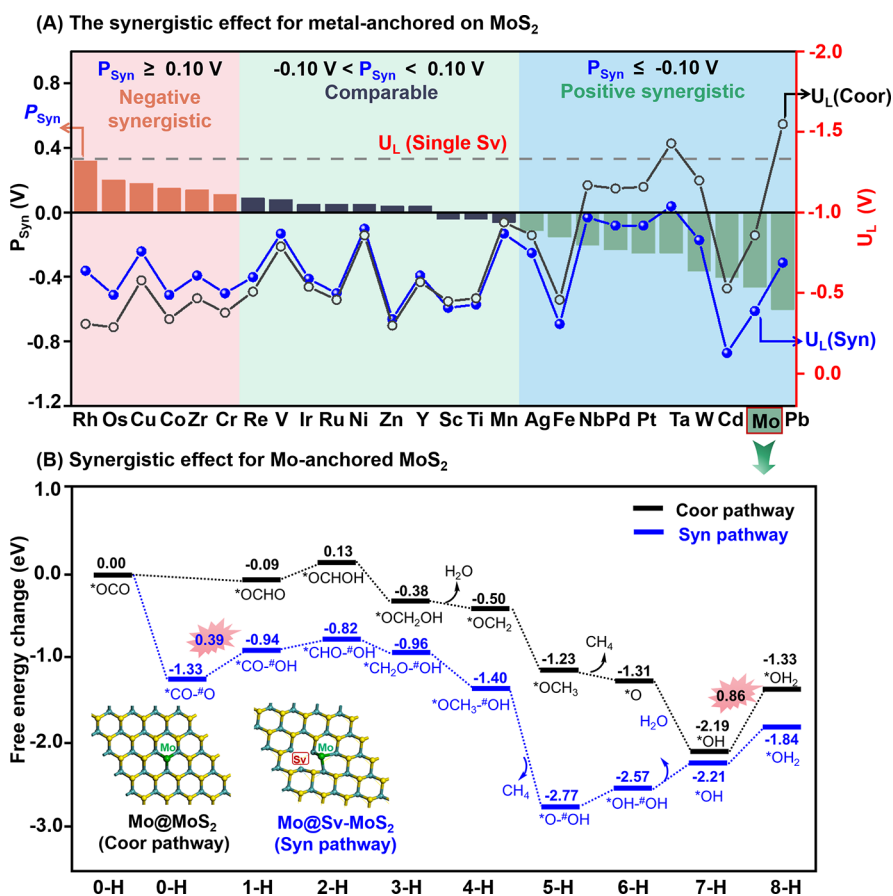 (A) The synergistic effect for metal-anchored on MoS₂
P_Syn ≥ 0.10 V
Negative
synergistic
-0.10 V < P_Syn < 0.10 V
Comparable
P_Syn ≤ -0.10 V
Positive synergistic
P_Syn
U_L (Single Sv)
U_L(Coor)
U_L(Syn)
P_Syn (V)
0.8
0.4
0.0
-0.4
-0.8
-1.2
U_L (V)
-2.0
-1.5
-1.0
-0.5
0.0
Rh Os Cu Co Zr Cr Re V Ir Ru Ni Zn Y Sc Ti Mn Ag Fe Nb Pd Pt Ta W Cd Mo Pb
(B) Synergistic effect for Mo-anchored MoS₂
Free energy change (eV)
1.0
0.0
-1.0
-2.0
-3.0
Coor pathway
Syn pathway
0.00
*OCO
-0.09
*OCHO
0.13
*OCHOH
-0.38
*OCH₂OH
H₂O
-0.50
*OCH₂
-1.23
*OCH₃
CH₄
-1.31
*O
-2.19
*OH
0.86
-1.33
*OH₂
-1.33
*CO-#O
0.39
-0.94
*CO-#OH
-0.82
*CHO-#OH
-0.96
*CH₂O-#OH
-1.40
*OCH₃-#OH
CH₄
-2.77
*O-#OH
-2.57
*OH-#OH
H₂O
-2.21
*OH
-1.84
*OH₂
Mo
Mo@MoS₂
(Coor pathway)
Mo
Sv
Mo@Sv-MoS₂
(Syn pathway)
0-H 0-H 1-H 2-H 3-H 4-H 5-H 6-H 7-H 8-H